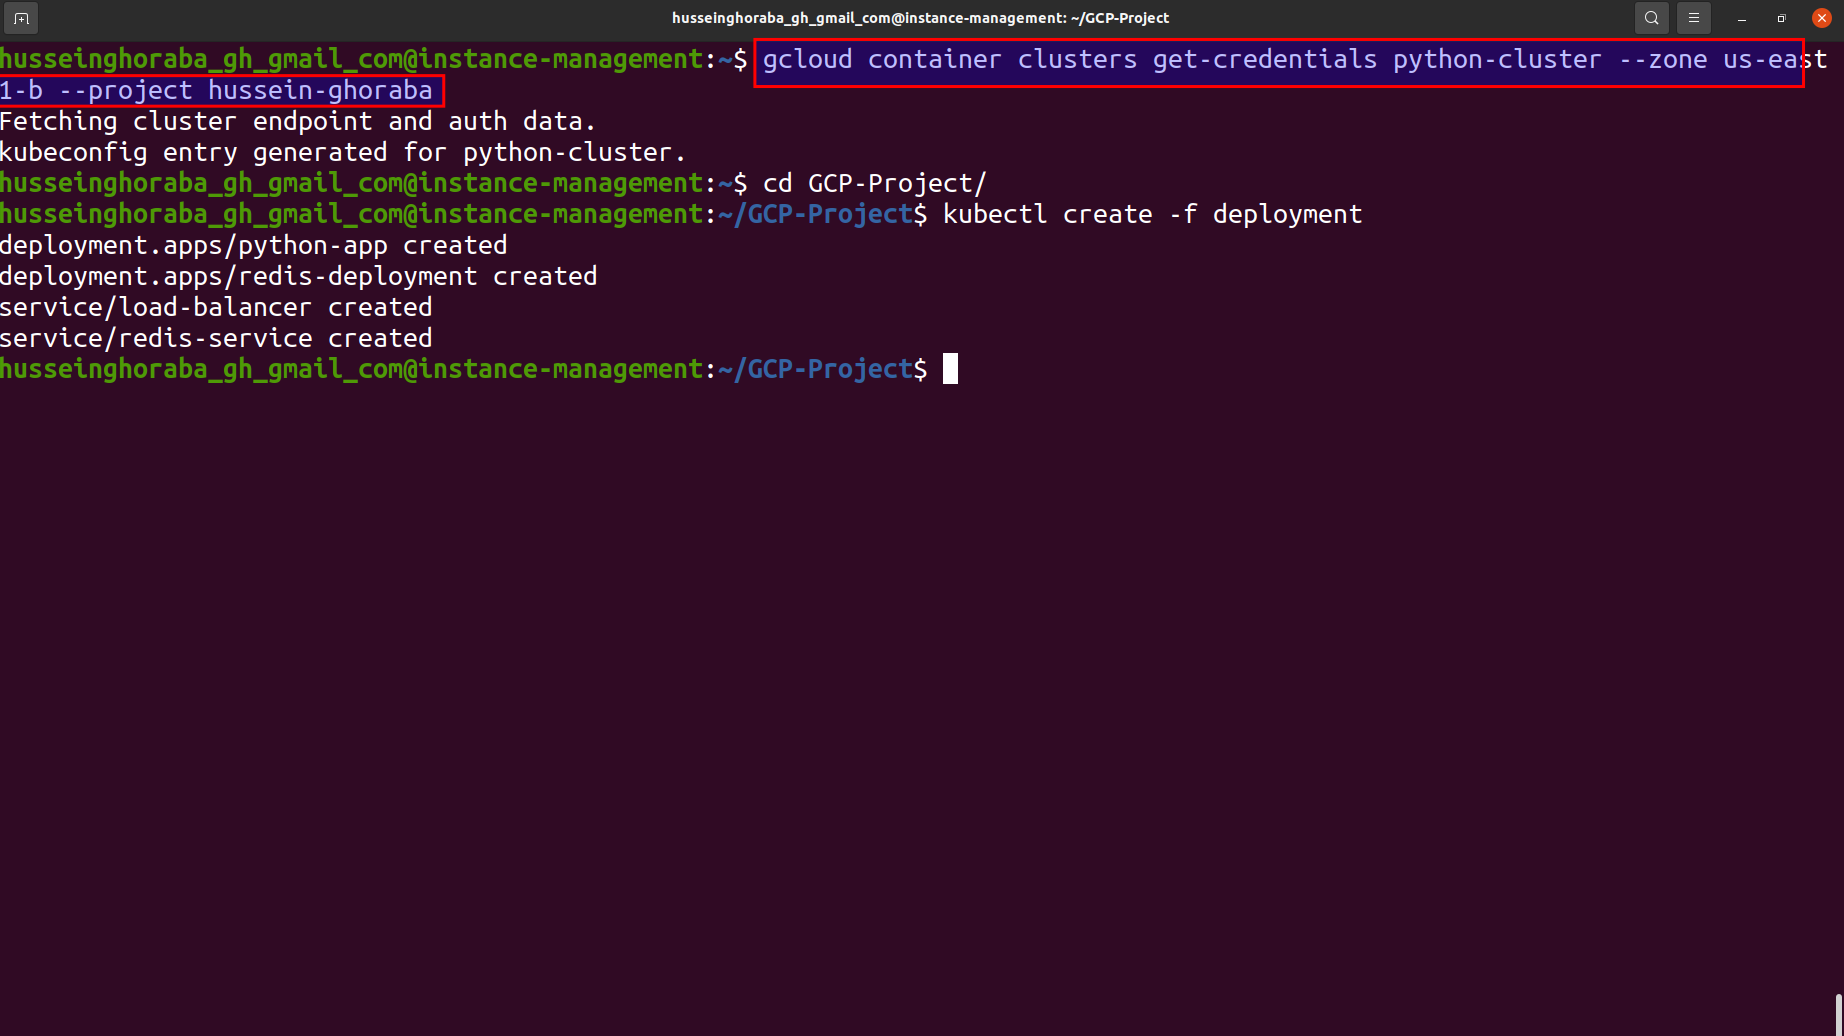 husseinghoraba_gh_gmail_com@instance-management: ~/GCP-Project
husseinghoraba_gh_gmail_com@instance-management:~$ gcloud container clusters get-credentials python-cluster --zone us-east
1-b --project hussein-ghoraba
Fetching cluster endpoint and auth data.
kubeconfig entry generated for python-cluster.
husseinghoraba_gh_gmail_com@instance-management:~$ cd GCP-Project/
husseinghoraba_gh_gmail_com@instance-management:~/GCP-Project$ kubectl create -f deployment
deployment.apps/python-app created
deployment.apps/redis-deployment created
service/load-balancer created
service/redis-service created
husseinghoraba_gh_gmail_com@instance-management:~/GCP-Project$